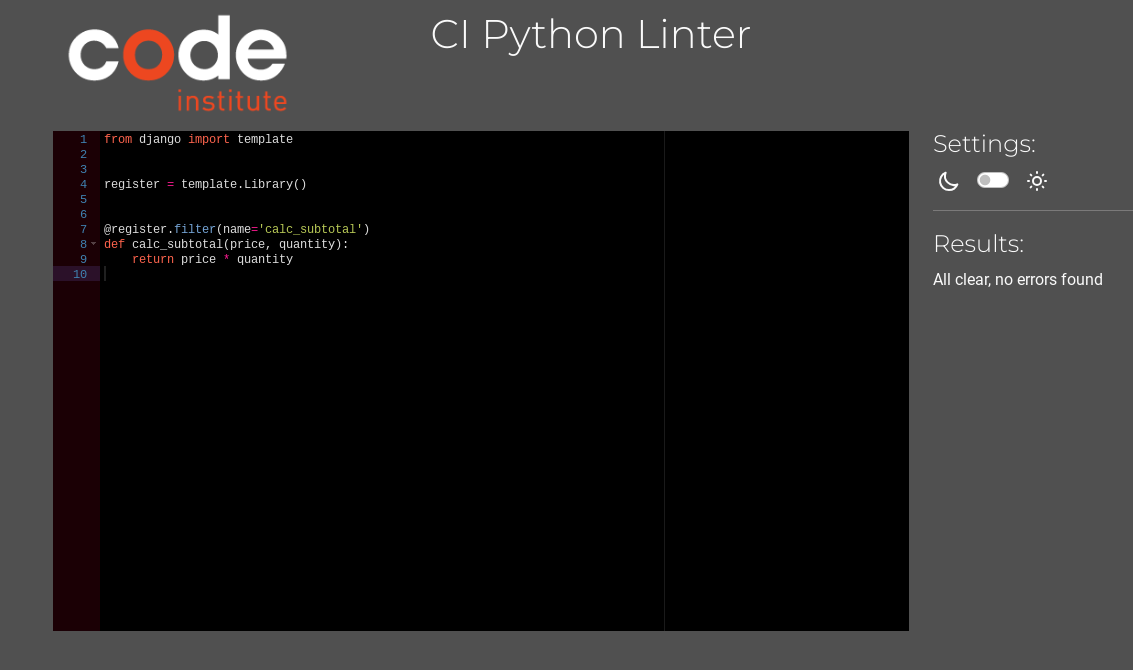 code
institute
CI Python Linter
1 from django import template
2
3
4 register = template.Library()
5
6
7 @register.filter(name='calc_subtotal')
8 def calc_subtotal(price, quantity):
9     return price * quantity
10
Settings:
Results:
All clear, no errors found